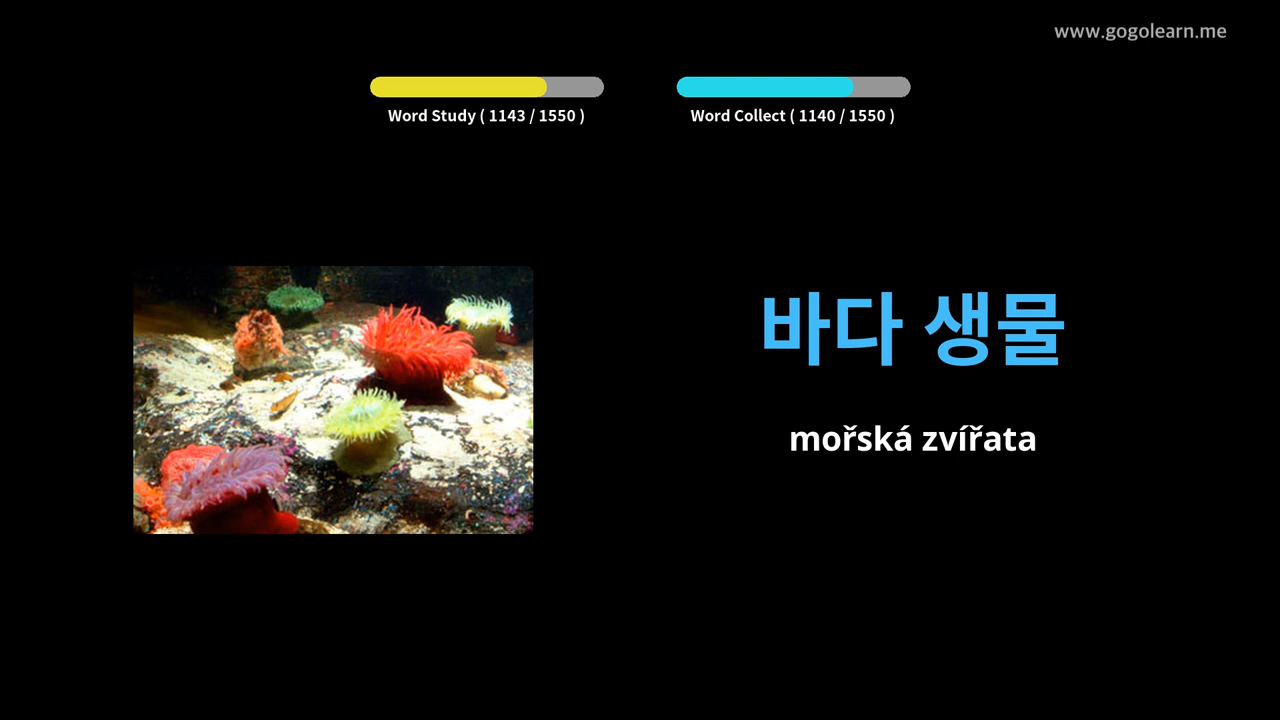 www.gogolearn.me
Word Study ( 1143 / 1550 )
Word Collect ( 1140 / 1550 )
바다 생물
mořská zvířata